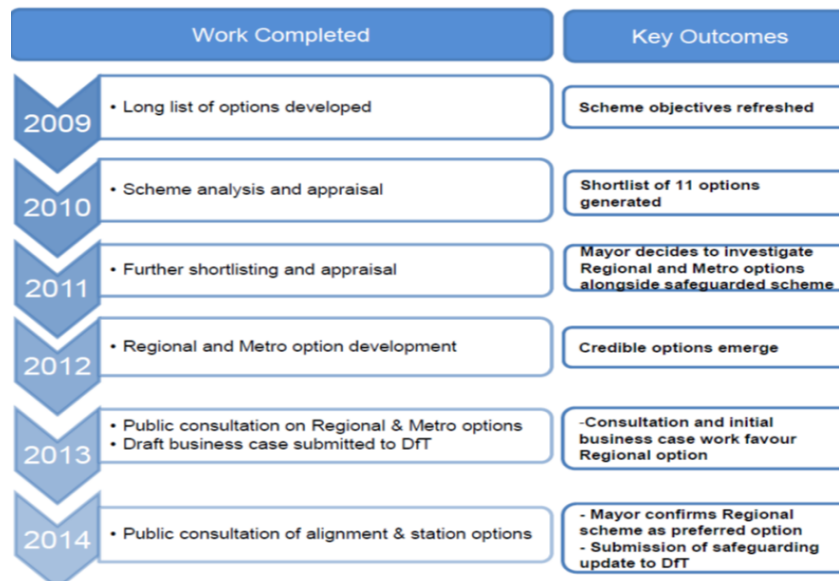 Work Completed
Key Outcomes
2009
• Long list of options developed
Scheme objectives refreshed
2010
• Scheme analysis and appraisal
Shortlist of 11 options
generated
2011
• Further shortlisting and appraisal
Mayor decides to investigate
Regional and Metro options
alongside safeguarded scheme
2012
• Regional and Metro option development
Credible options emerge
2013
• Public consultation on Regional & Metro options
• Draft business case submitted to DfT
-Consultation and initial
business case work favour
Regional option
2014
• Public consultation of alignment & station options
- Mayor confirms Regional
scheme as preferred option
- Submission of safeguarding
update to DfT